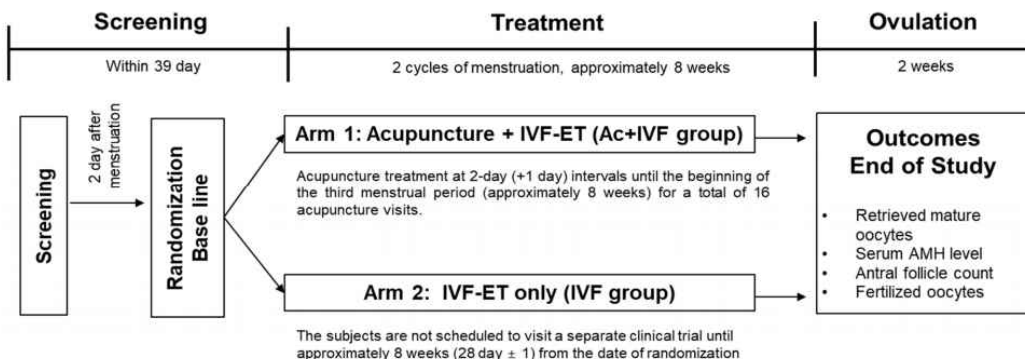 Screening
Treatment
Ovulation
Within 39 day
2 cycles of menstruation, approximately 8 weeks
2 weeks
Screening
2 day after
menstruation
Randomization
Base line
Arm 1: Acupuncture + IVF-ET (Ac+IVF group)
Acupuncture treatment at 2-day (+1 day) intervals until the beginning
of the third menstrual period (approximately 8 weeks) for a total of 16
acupuncture visits.
Arm 2: IVF-ET only (IVF group)
The subjects are not scheduled to visit a separate clinical trial until
approximately 8 weeks (28 day ± 1) from the date of randomization
Outcomes
End of Study
• Retrieved mature
oocytes
• Serum AMH level
• Antral follicle count
• Fertilized oocytes